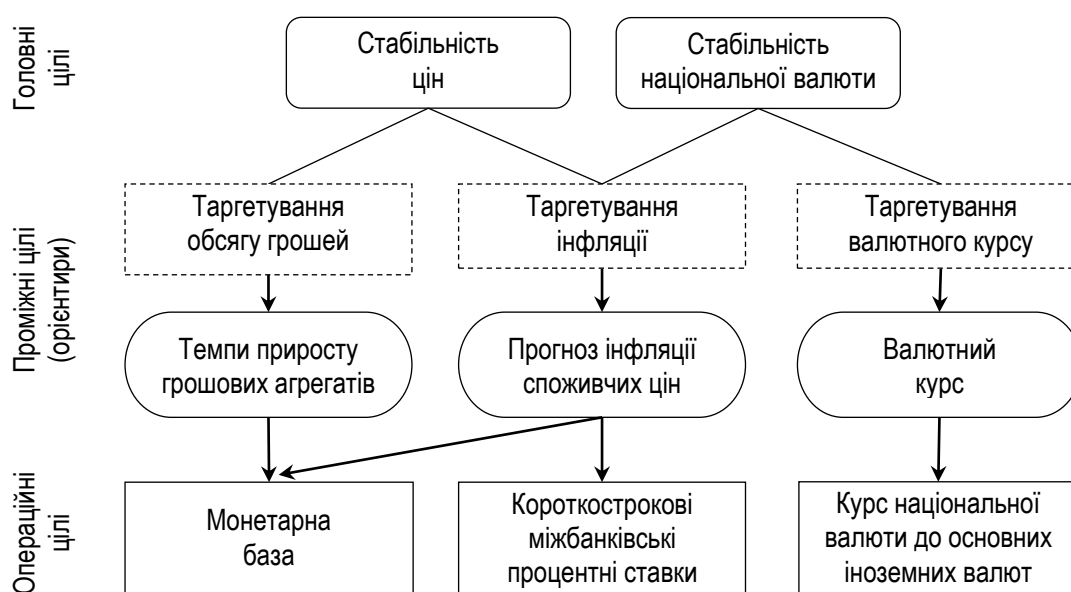 Головні
цілі
Стабільність
цін
Стабільність
національної валюти
Проміжні цілі
(орієнтири)
Таргетування
обсягу грошей
Таргетування
інфляції
Таргетування
валютного курсу
Темпи приросту
грошових агрегатів
Прогноз інфляції
споживчих цін
Валютний
курс
Операційні
цілі
Монетарна
база
Короткострокові
міжбанківські
процентні ставки
Курс національної
валюти до основних
іноземних валют